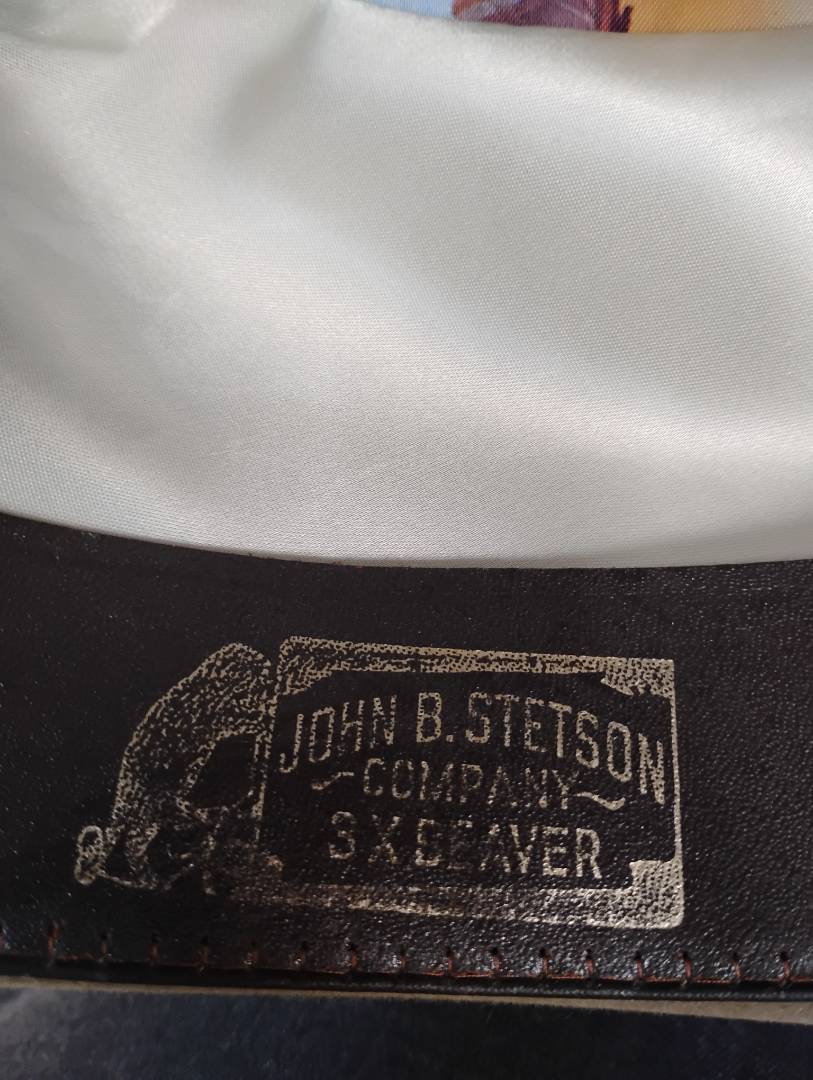 JOHN B. STETSON
COMPANY
3 X BEAVER